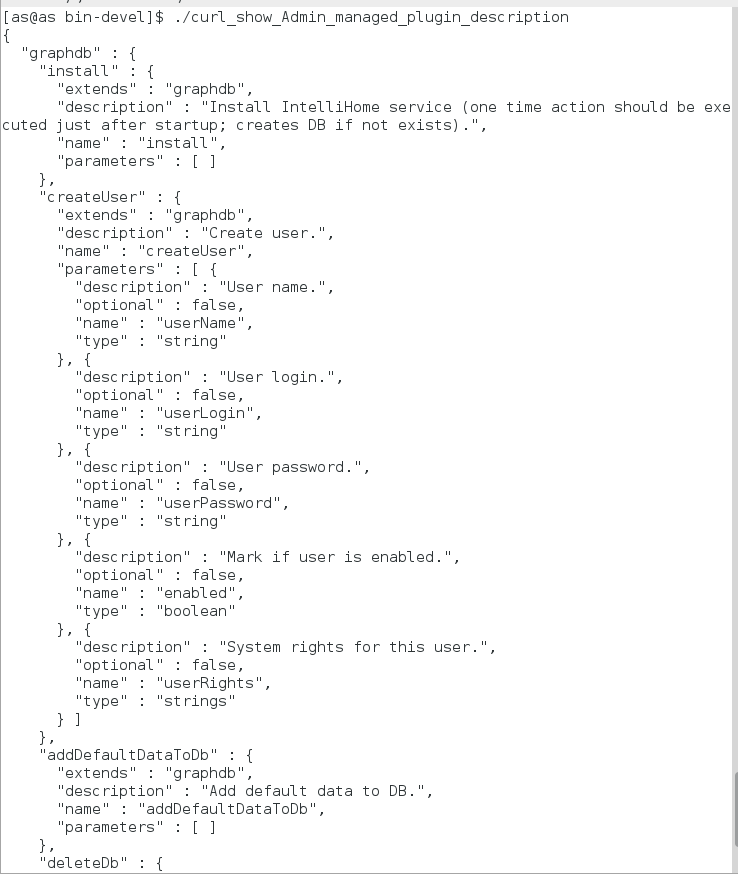 [as@as bin-devel]$ ./curl_show_Admin_managed_plugin_description
{
  "graphdb" : {
    "install" : {
      "extends" : "graphdb",
      "description" : "Install IntelliHome service (one time action should be exe
cuted just after startup; creates DB if not exists).",
      "name" : "install",
      "parameters" : [ ]
    },
    "createUser" : {
      "extends" : "graphdb",
      "description" : "Create user.",
      "name" : "createUser",
      "parameters" : [ {
        "description" : "User name.",
        "optional" : false,
        "name" : "userName",
        "type" : "string"
      }, {
        "description" : "User login.",
        "optional" : false,
        "name" : "userLogin",
        "type" : "string"
      }, {
        "description" : "User password.",
        "optional" : false,
        "name" : "userPassword",
        "type" : "string"
      }, {
        "description" : "Mark if user is enabled.",
        "optional" : false,
        "name" : "enabled",
        "type" : "boolean"
      }, {
        "description" : "System rights for this user.",
        "optional" : false,
        "name" : "userRights",
        "type" : "strings"
      } ]
    },
    "addDefaultDataToDb" : {
      "extends" : "graphdb",
      "description" : "Add default data to DB.",
      "name" : "addDefaultDataToDb",
      "parameters" : [ ]
    },
    "deleteDb" : {